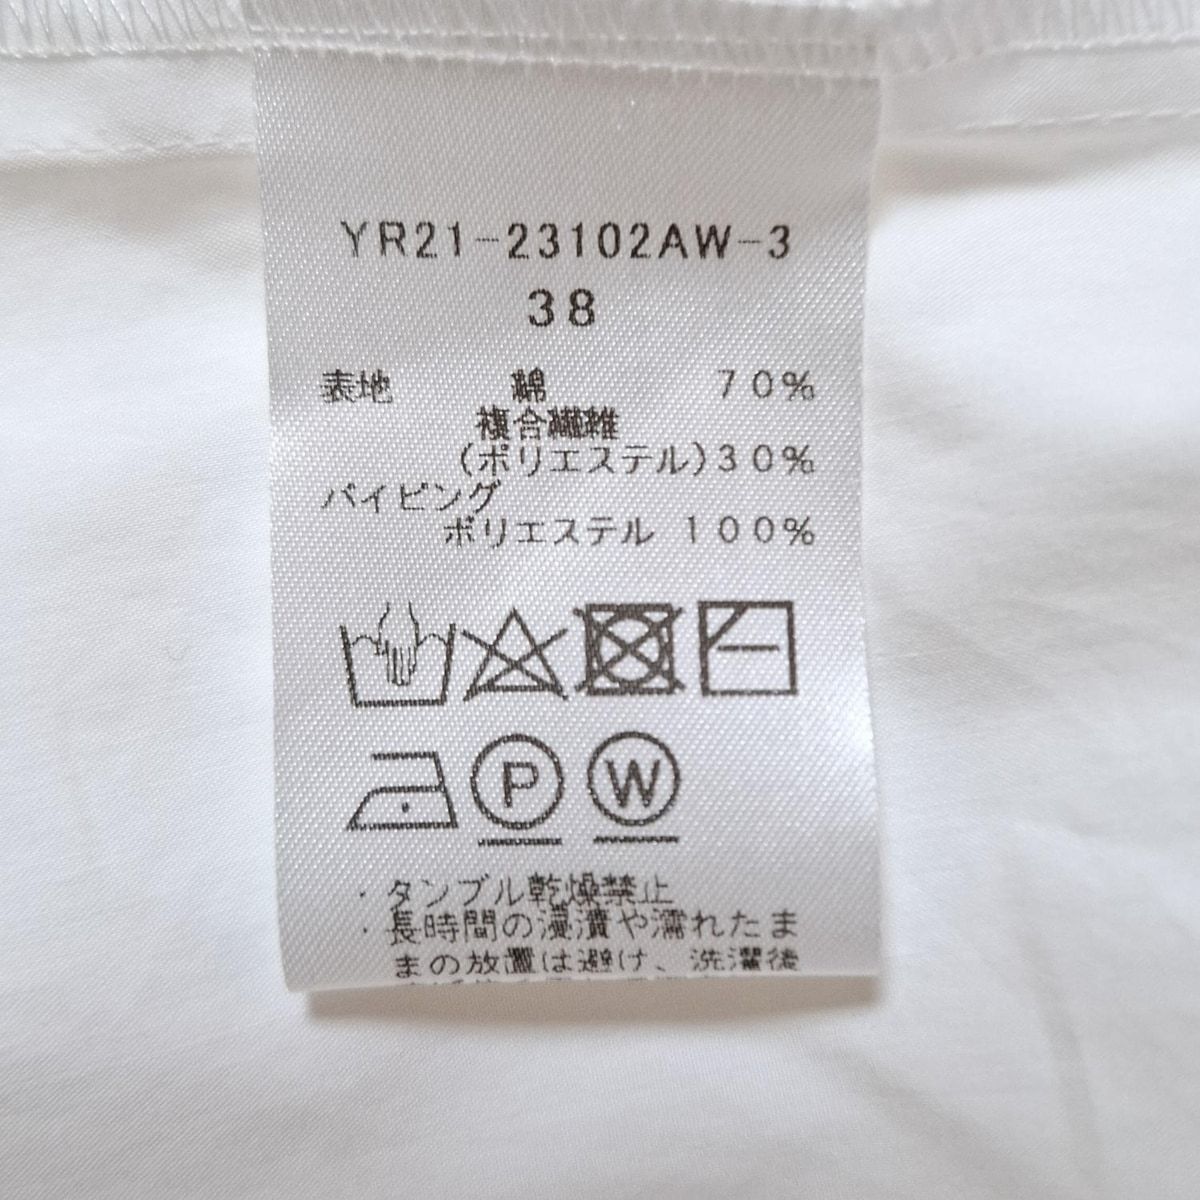 YR21-23102AW-3
38
表地 綿 70%
複合繊維
(ポリエステル)30%
パイピング
ポリエステル 100%
P W
・タンブル乾燥禁止
・長時間の浸漬や濡れたま
まの放置は避け、洗濯後